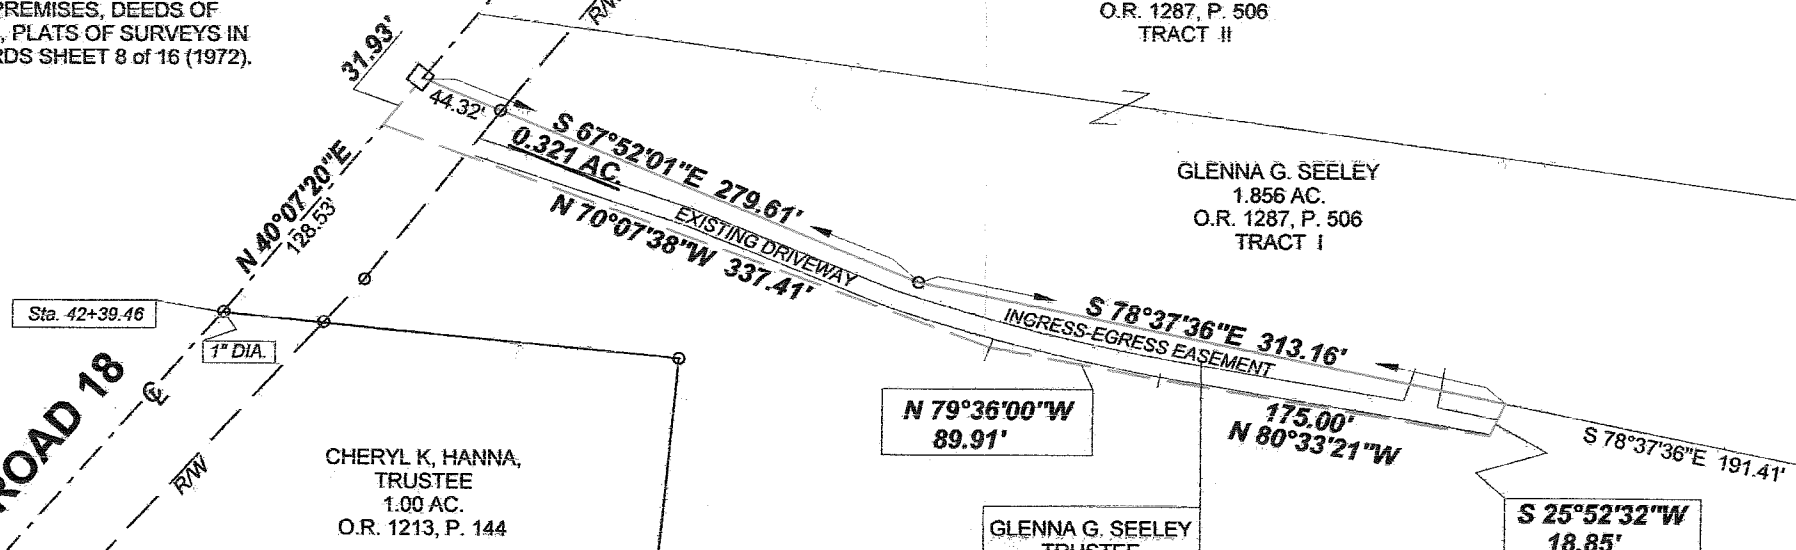 PREMISES, DEEDS OF
, PLATS OF SURVEYS IN
RDS SHEET 8 of 16 (1972).
31.93'
R/W
O.R. 1287, P. 506
TRACT II
44.32'
S 67°52'01"E 279.61'
0.321 AC.
N 40°07'20"E
128.53'
EXISTING DRIVEWAY
N 70°07'38"W 337.41'
GLENNA G. SEELEY
1.856 AC.
O.R. 1287, P. 506
TRACT I
Sta. 42+39.46
1" DIA.
S 78°37'36"E 313.16'
INGRESS-EGRESS EASEMENT
N 79°36'00"W
89.91'
175.00'
N 80°33'21"W
S 78°37'36"E 191.41'
ROAD 18
R/W
CHERYL K, HANNA,
TRUSTEE
1.00 AC.
O.R. 1213, P. 144
GLENNA G. SEELEY
TRUSTEE
S 25°52'32"W
18.85'